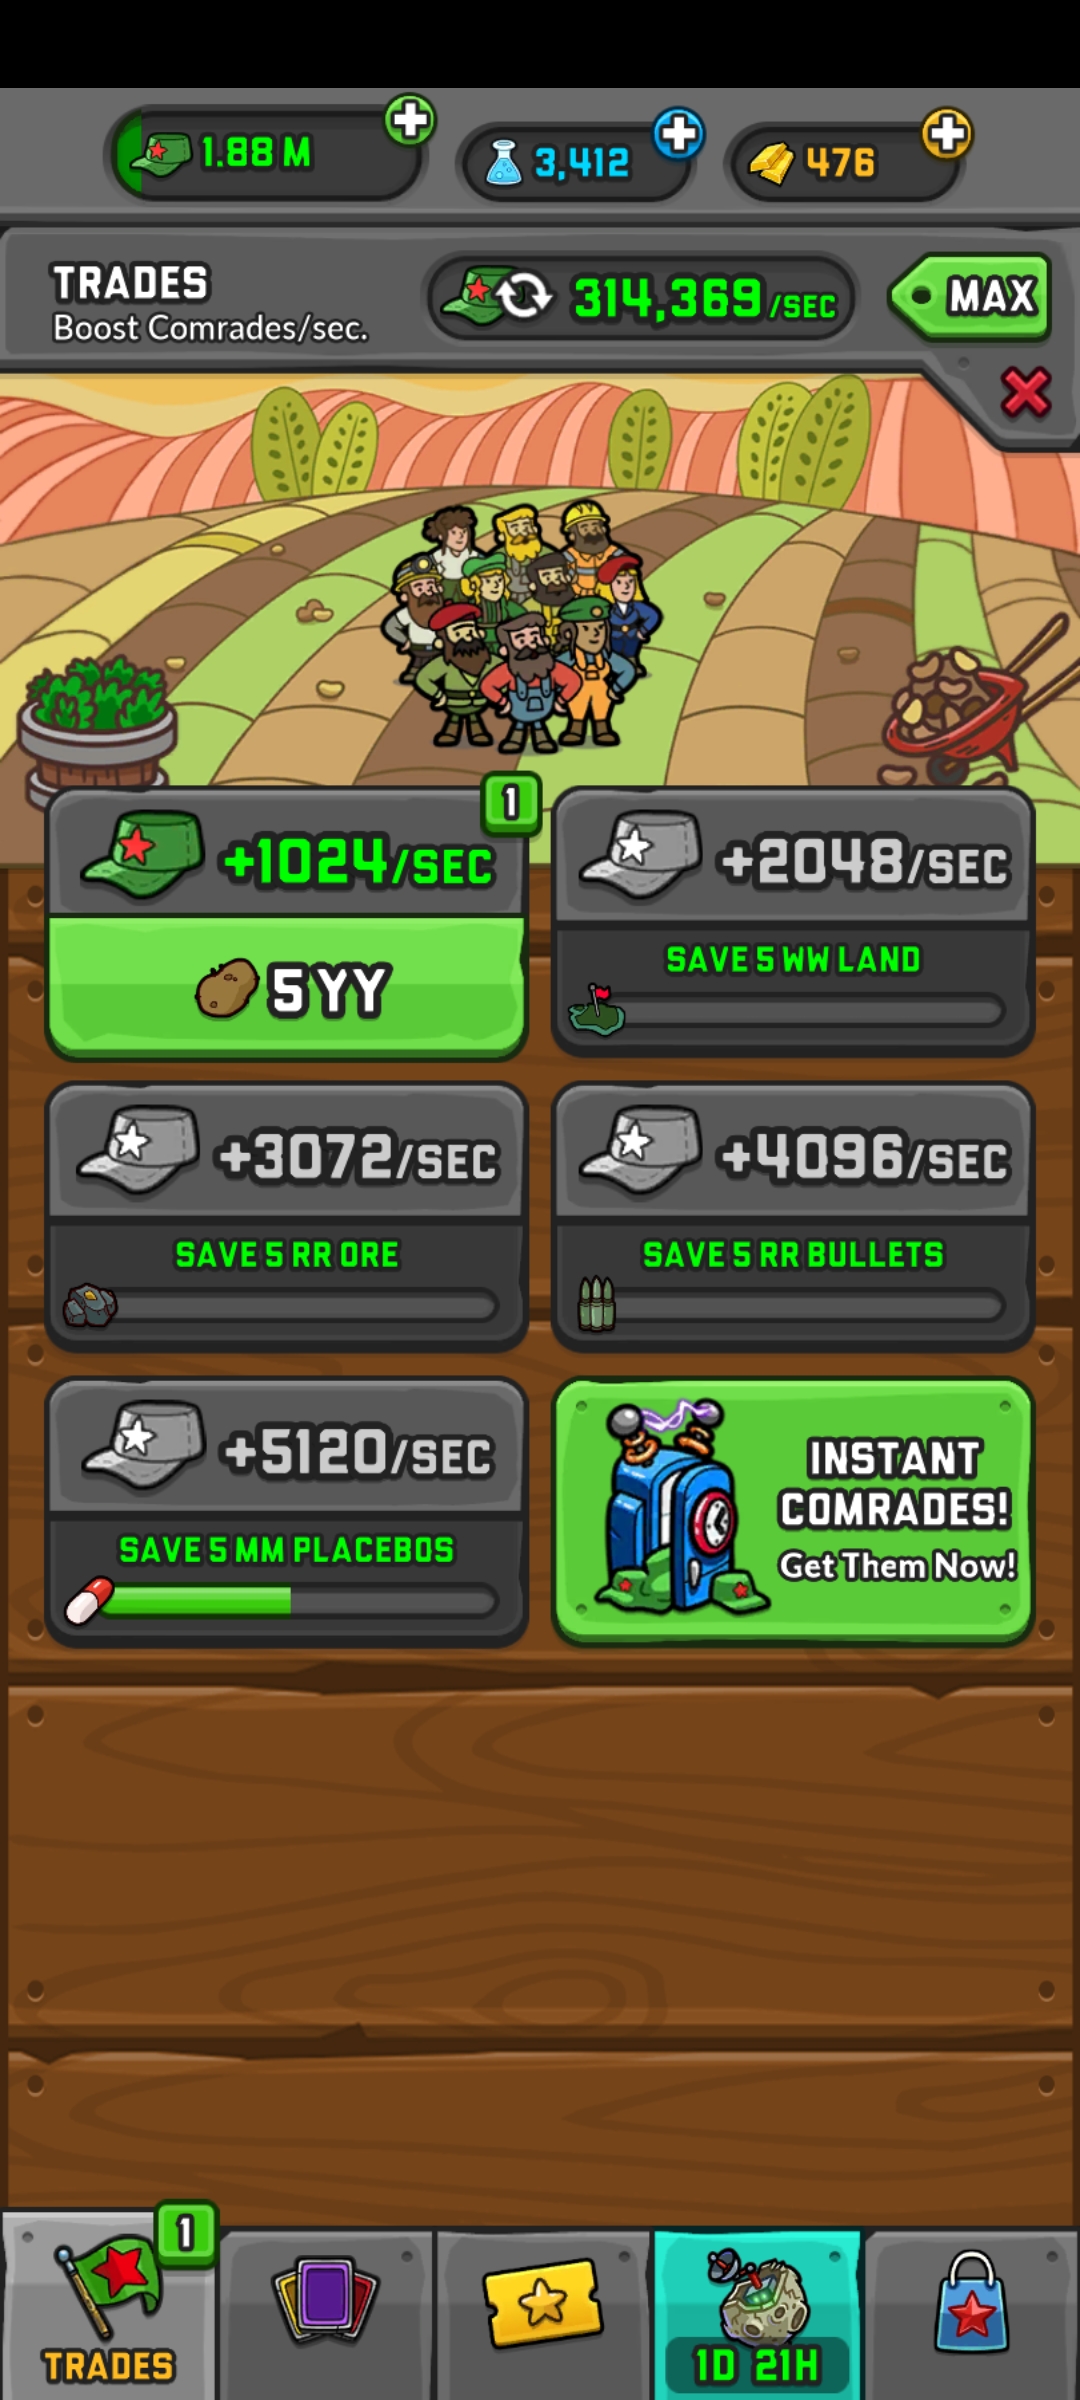 1.88 M
3,412
476
TRADES
Boost Comrades/sec.
314,369/SEC
MAX
1
+1024/SEC
5 YY
+2048/SEC
SAVE 5 WW LAND
+3072/SEC
SAVE 5 RR ORE
+4096/SEC
SAVE 5 RR BULLETS
+5120/SEC
SAVE 5 MM PLACEBOS
INSTANT
COMRADES!
Get Them Now!
1
TRADES
1D 21H